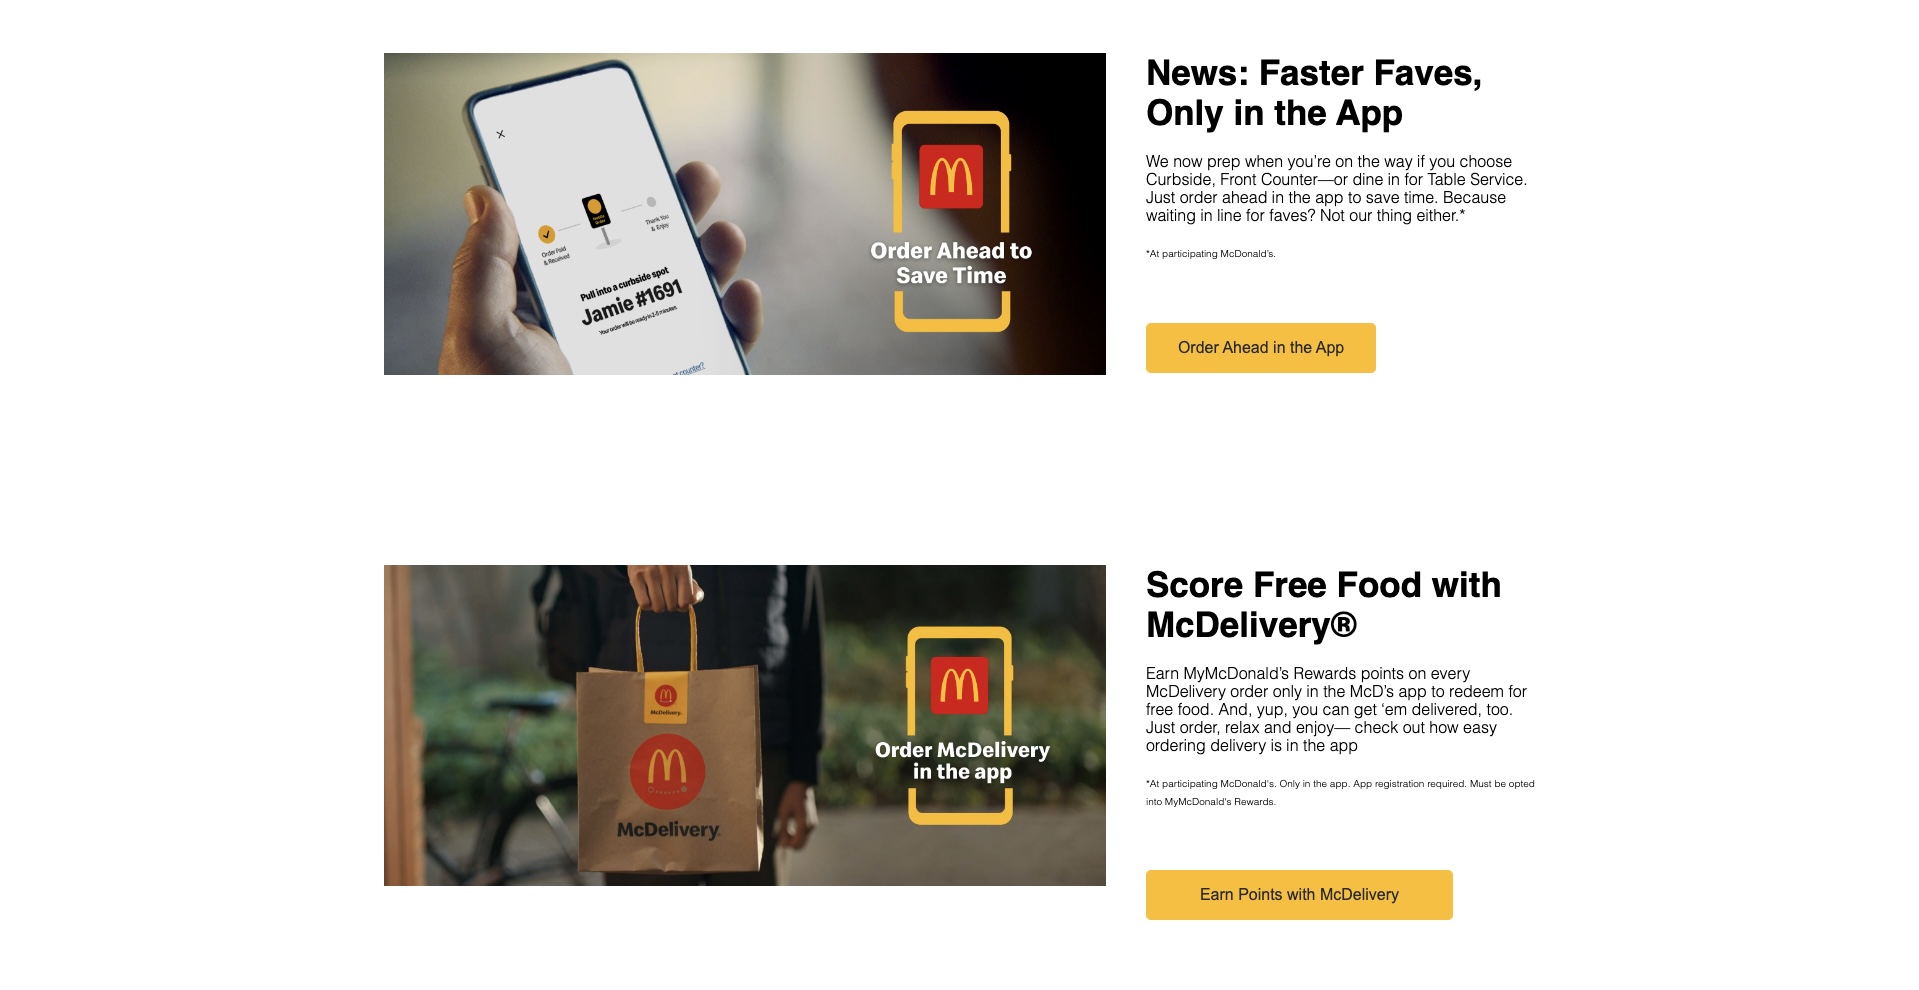 News: Faster Faves,
Only in the App
We now prep when you’re on the way if you choose
Curbside, Front Counter—or dine in for Table Service.
Just order ahead in the app to save time. Because
waiting in line for faves? Not our thing either.*
*At participating McDonald's.
Order Ahead in the App
Order Paid
& Received
Mobile
Order
Thank You
& Enjoy
Pull into a curbside spot
Jamie #1691
Your order will be ready in 2-5 minutes
counter?
Order Ahead to
Save Time
Score Free Food with
McDelivery®
Earn MyMcDonald’s Rewards points on every
McDelivery order only in the McD’s app to redeem for
free food. And, yup, you can get ‘em delivered, too.
Just order, relax and enjoy— check out how easy
ordering delivery is in the app
*At participating McDonald's. Only in the app. App registration required. Must be opted
into MyMcDonald's Rewards.
Earn Points with McDelivery
McDelivery
McDelivery
Order McDelivery
in the app